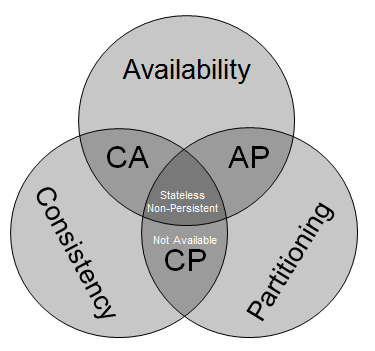 Availability
CA
AP
Stateless
Non-Persistent
Not Available
CP
Consistency
Partitioning